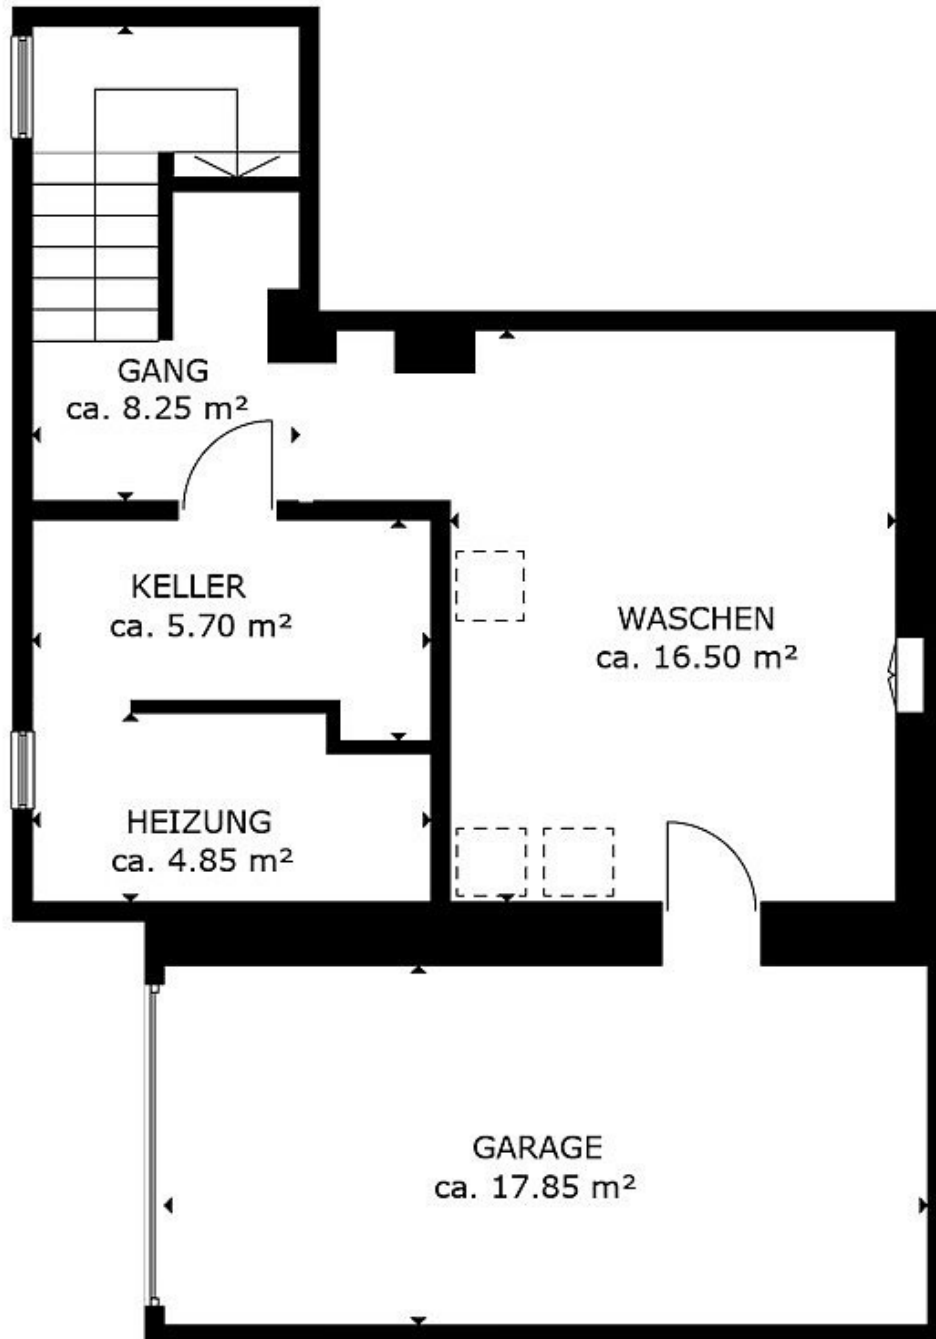 GANG
ca. 8.25 m²
KELLER
ca. 5.70 m²
WASCHEN
ca. 16.50 m²
HEIZUNG
ca. 4.85 m²
GARAGE
ca. 17.85 m²